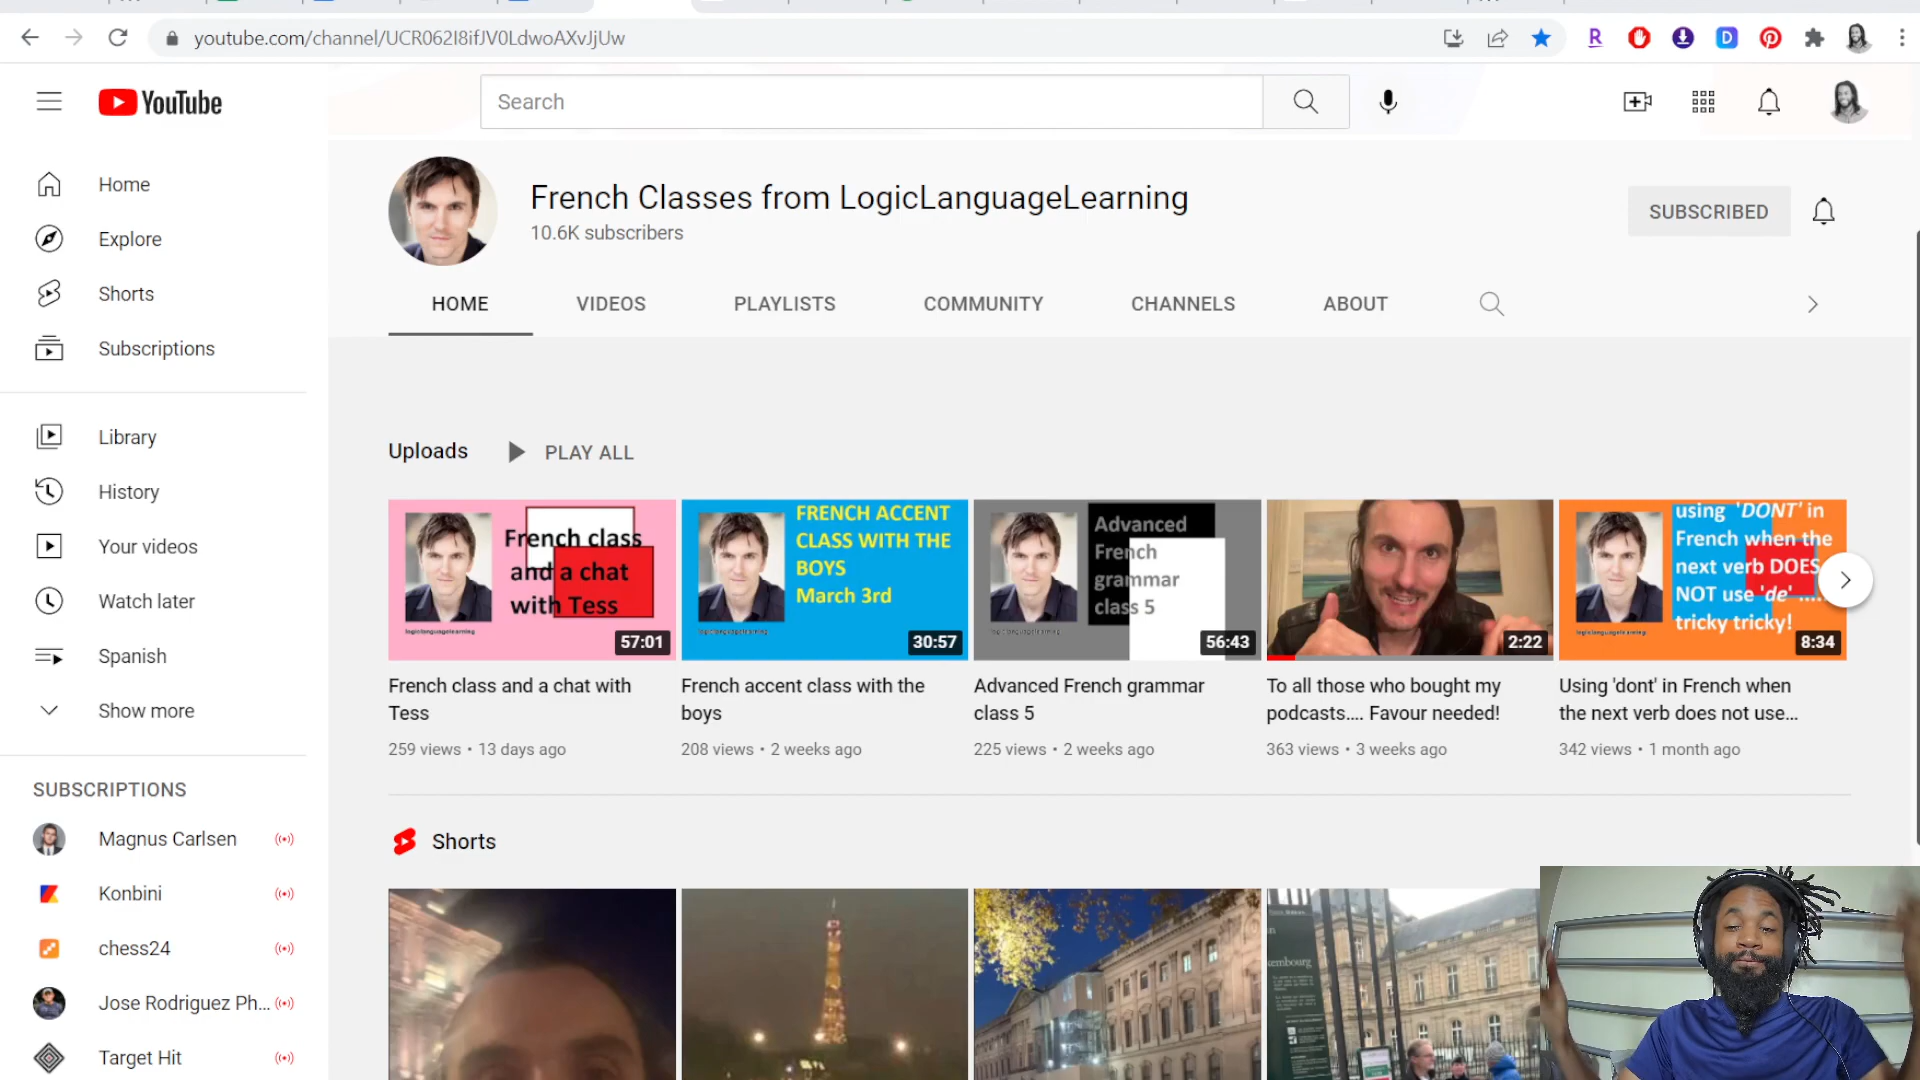 youtube.com/channel/UCR062I8ifJV0LdwoAXvJjUw
YouTube
Search
Home
Explore
Shorts
Subscriptions
Library
History
Your videos
Watch later
Spanish
Show more
SUBSCRIPTIONS
Magnus Carlsen
Konbini
chess24
Jose Rodriguez Ph...
Target Hit
French Classes from LogicLanguageLearning
10.6K subscribers
SUBSCRIBED
HOME
VIDEOS
PLAYLISTS
COMMUNITY
CHANNELS
ABOUT
Uploads
PLAY ALL
French class
and a chat
with Tess
logiclanguagelearning
57:01
French class and a chat with
Tess
259 views • 13 days ago
FRENCH ACCENT
CLASS WITH THE
BOYS
March 3rd
logiclanguagelearning
30:57
French accent class with the
boys
208 views • 2 weeks ago
Advanced
French
grammar
class 5
logiclanguagelearning
56:43
Advanced French grammar
class 5
225 views • 2 weeks ago
2:22
To all those who bought my
podcasts.... Favour needed!
363 views • 3 weeks ago
using 'DONT' in
French when the
next verb DOES
NOT use 'de' .....
tricky tricky!
logiclanguagelearning
8:34
Using 'dont' in French when
the next verb does not use...
342 views • 1 month ago
Shorts